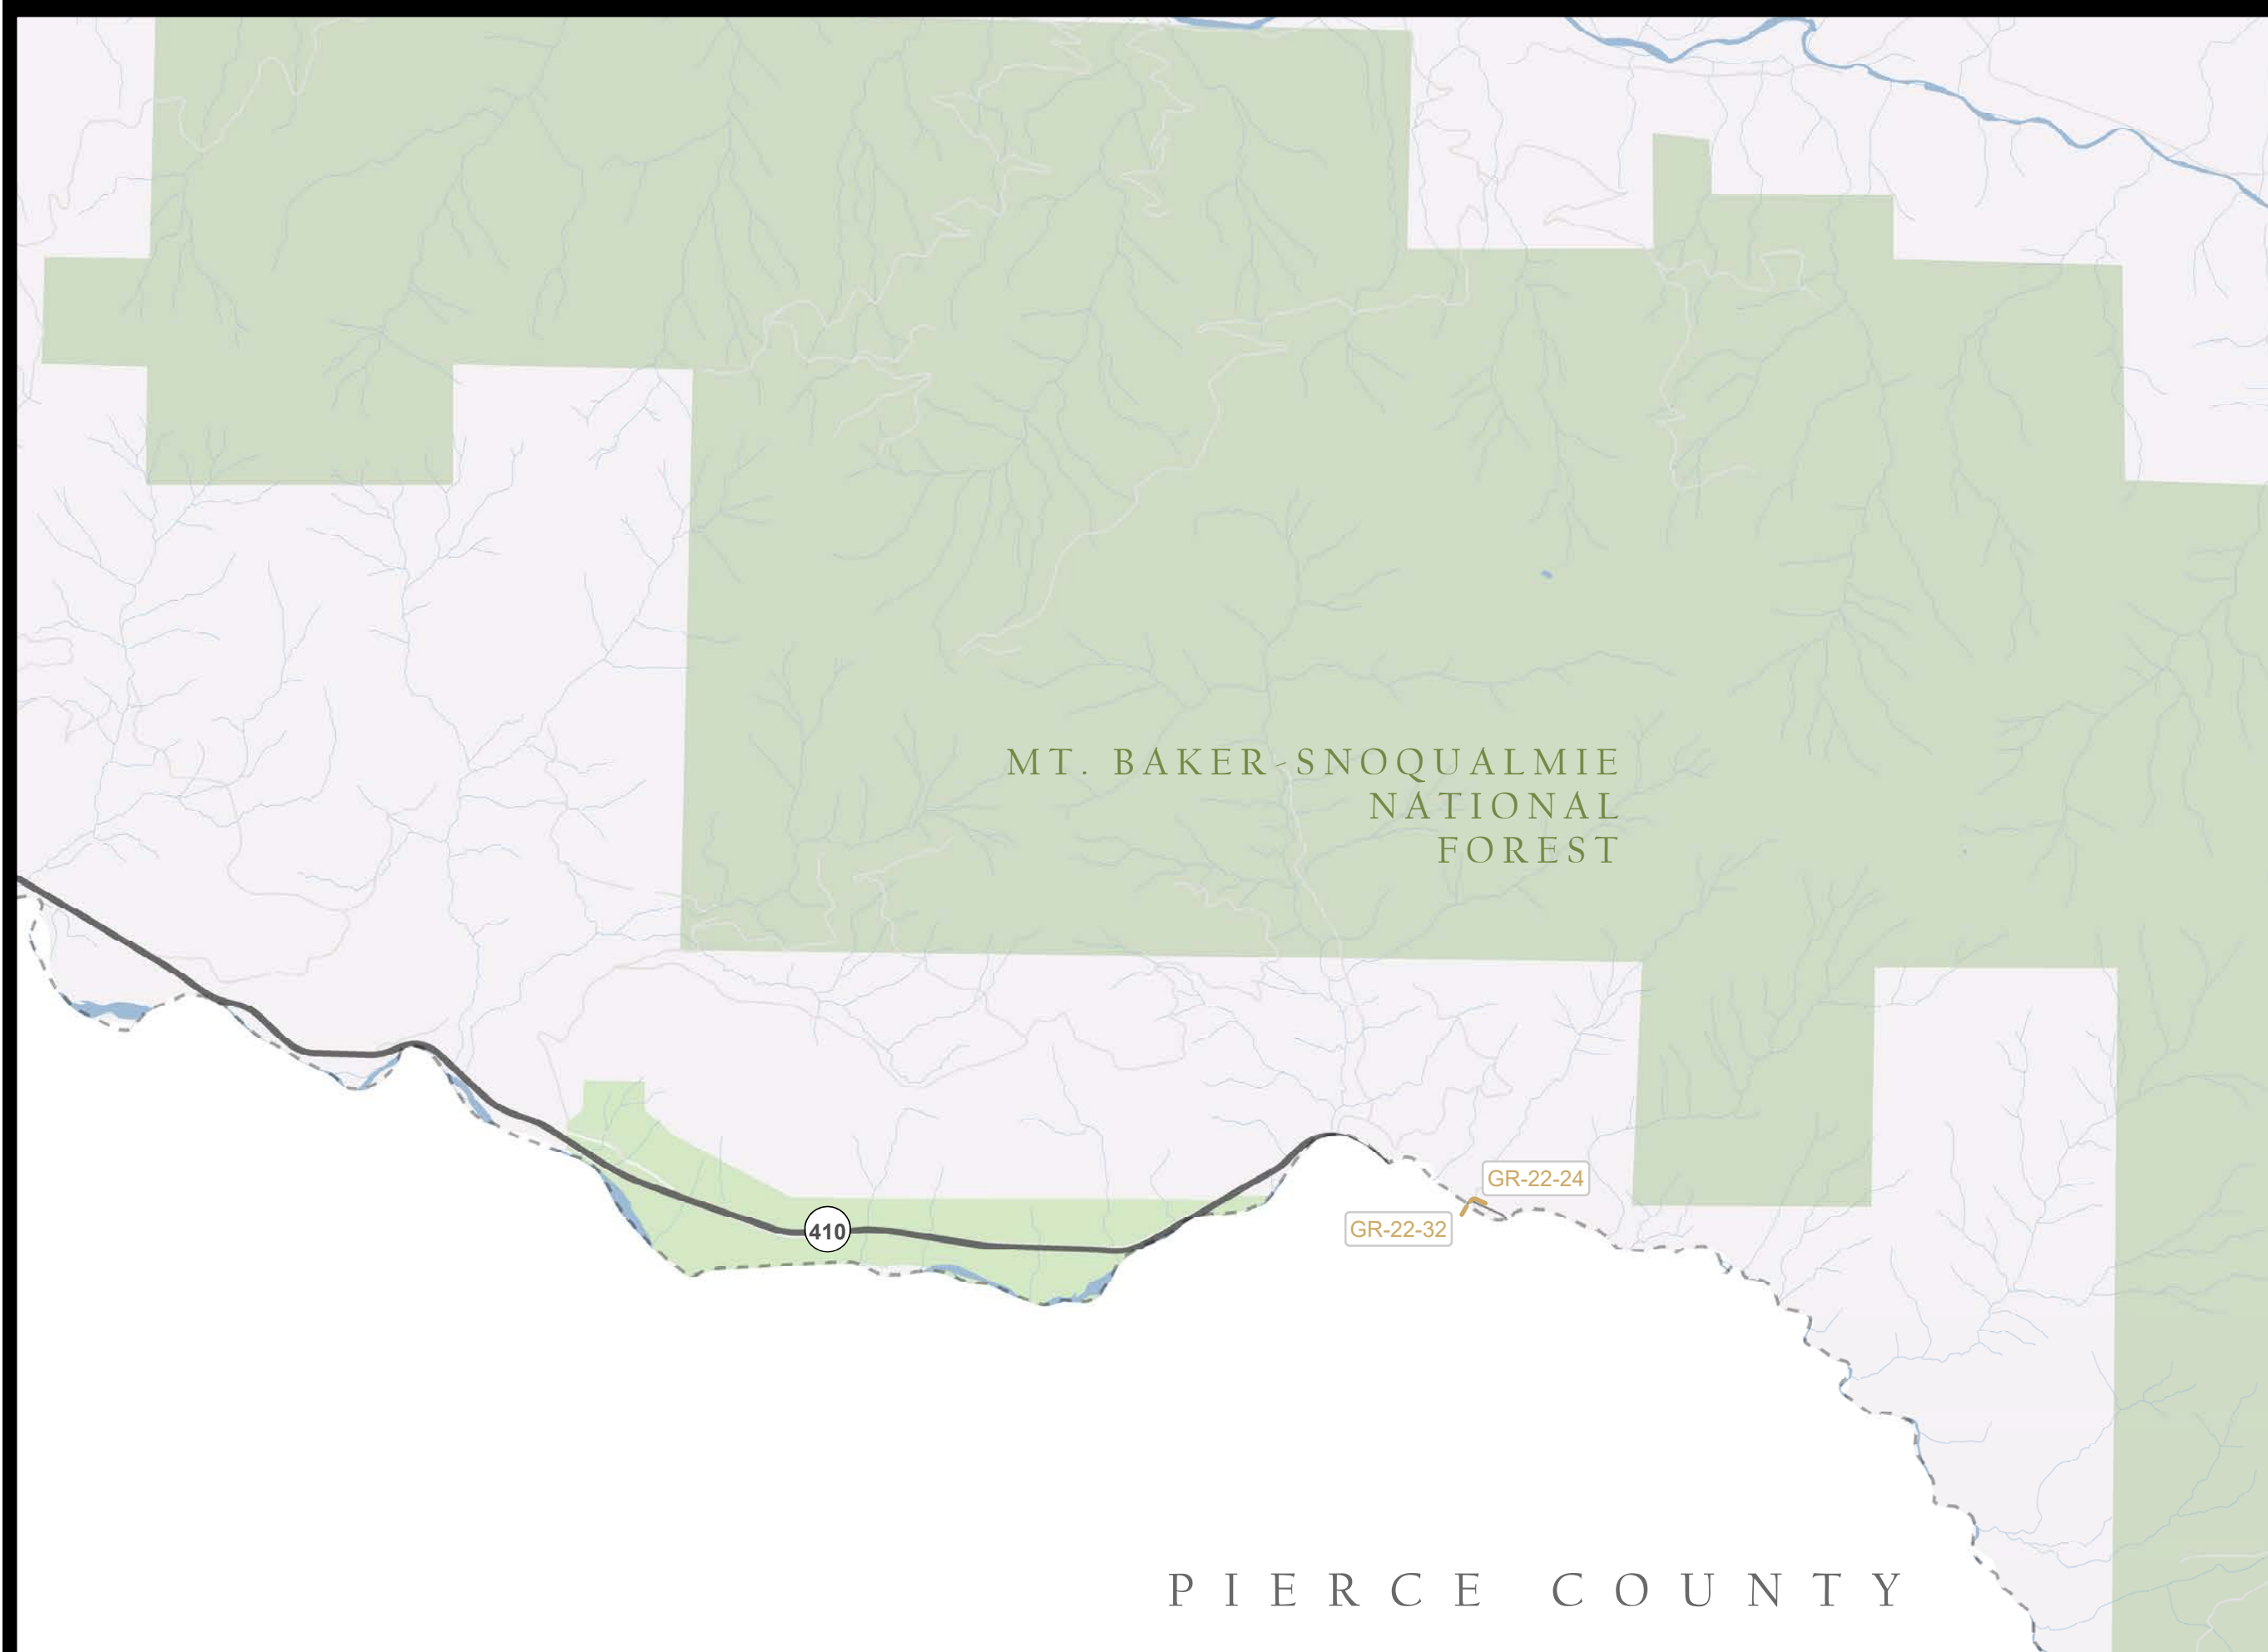 MT. BAKER-SNOQUALMIE
NATIONAL
FOREST
GR-22-24
GR-22-32
410
PIERCE COUNTY